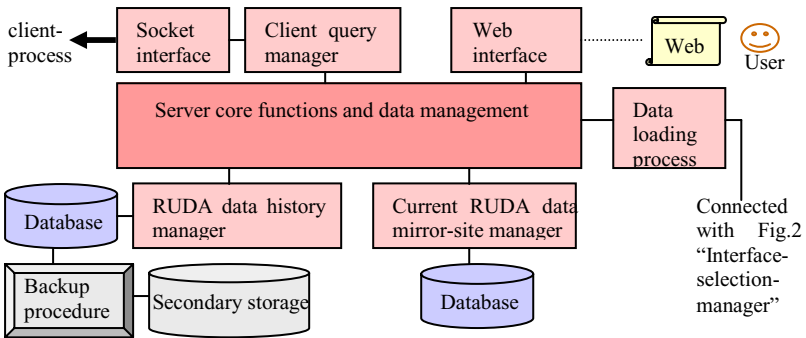 client-
process
Socket
interface
Client query
manager
Web
interface
Web
User
Server core functions and data management
Data
loading
process
Database
RUDA data history
manager
Current RUDA data
mirror-site manager
Connected
with Fig.2
“Interface-
selection-
manager”
Backup
procedure
Secondary storage
Database